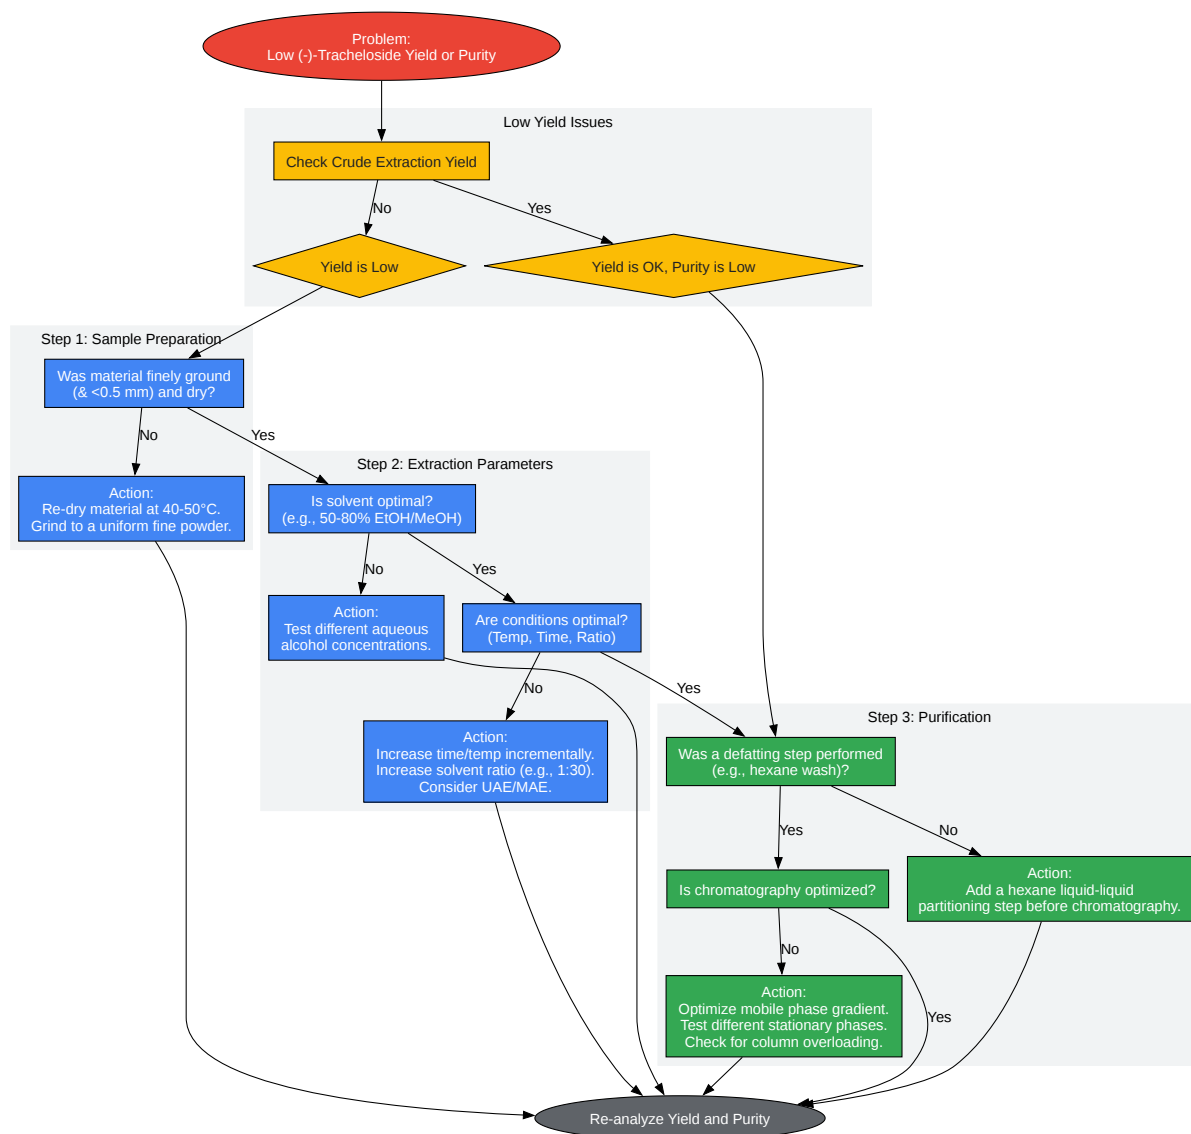 Problem:
Low (-)-Tracheloside Yield or Purity
Low Yield Issues
Check Crude Extraction Yield
No
Yes
Yield is Low
Yield is OK, Purity is Low
Step 1: Sample Preparation
Was material finely ground
(& <0.5 mm) and dry?
No
Yes
Action:
Re-dry material at 40-50°C.
Grind to a uniform fine powder.
Step 2: Extraction Parameters
Is solvent optimal?
(e.g., 50-80% EtOH/MeOH)
No
Yes
Action:
Test different aqueous
alcohol concentrations.
Are conditions optimal?
(Temp, Time, Ratio)
No
Yes
Action:
Increase time/temp incrementally.
Increase solvent ratio (e.g., 1:30).
Consider UAE/MAE.
Step 3: Purification
Was a defatting step performed
(e.g., hexane wash)?
Yes
No
Is chromatography optimized?
Action:
Add a hexane liquid-liquid
partitioning step before chromatography.
No
Yes
Action:
Optimize mobile phase gradient.
Test different stationary phases.
Check for column overloading.
Re-analyze Yield and Purity